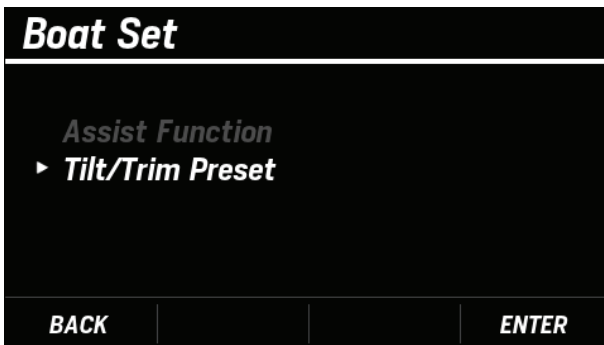 Boat Set
Assist Function
Tilt/Trim Preset
BACK ENTER